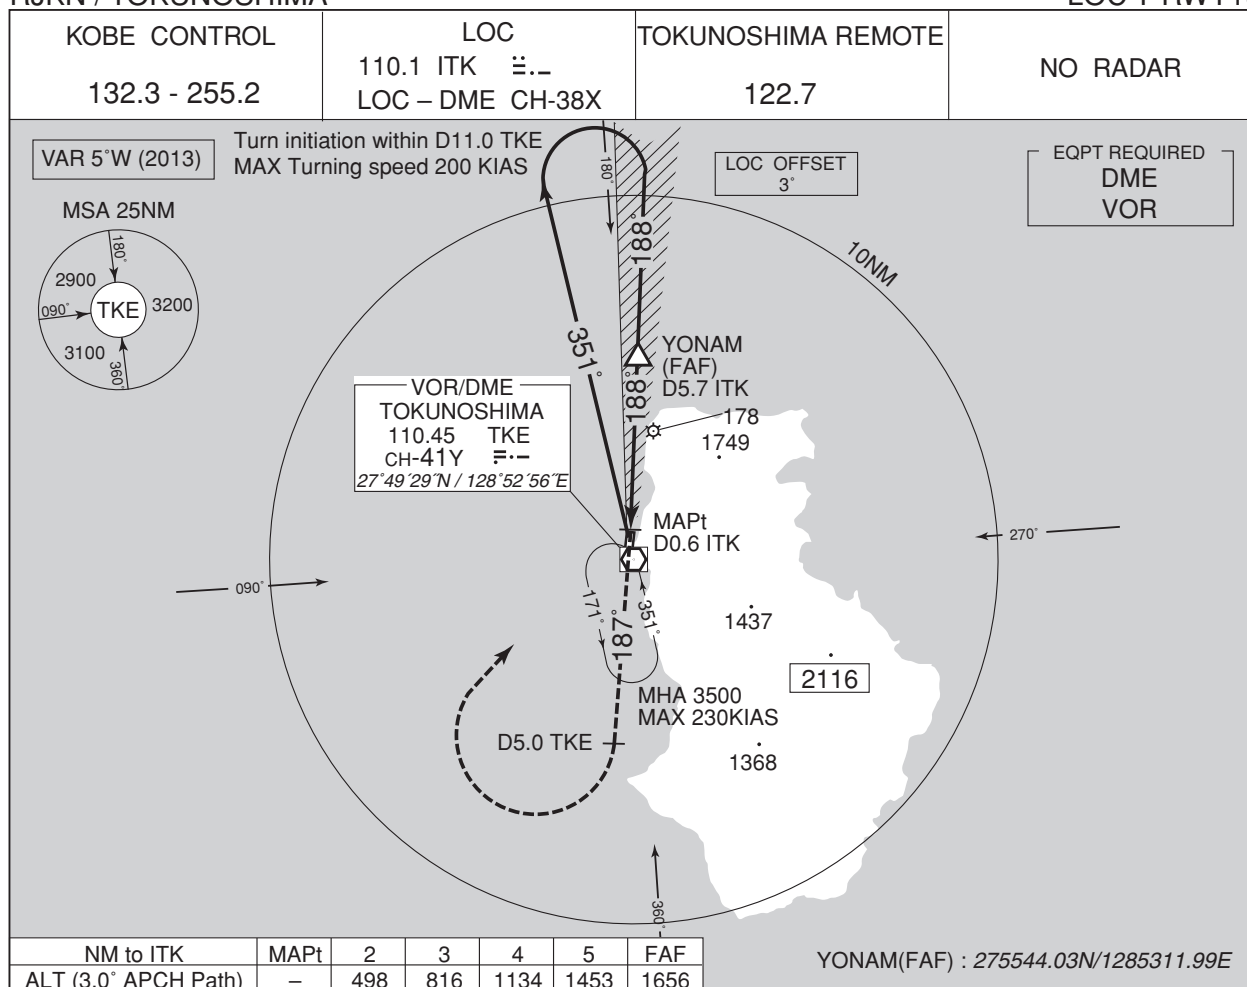 RJKN / TOKUNOSHIMA
KOBE CONTROL
132.3 - 255.2
LOC
110.1 ITK
LOC – DME CH-38X
TOKUNOSHIMA REMOTE
122.7
NO RADAR
VAR 5°W (2013)
Turn initiation within D11.0 TKE
MAX Turning speed 200 KIAS
LOC OFFSET
3°
EQPT REQUIRED
DME
VOR
MSA 25NM
180°
2900
090°
TKE
3200
3100
360°
180°
188°
10NM
351°
YONAM
(FAF)
D5.7 ITK
188°
178
1749
VOR/DME
TOKUNOSHIMA
110.45 TKE
CH-41Y
27°49´29˝N / 128°52´56˝E
MAPt
D0.6 ITK
270°
090°
171°
187°
351°
1437
2116
MHA 3500
MAX 230KIAS
D5.0 TKE
1368
360°
NM to ITK MAPt 2 3 4 5 FAF
ALT (3.0° APCH Path) – 498 816 1134 1453 1656
YONAM(FAF) : 275544.03N/1285311.99E